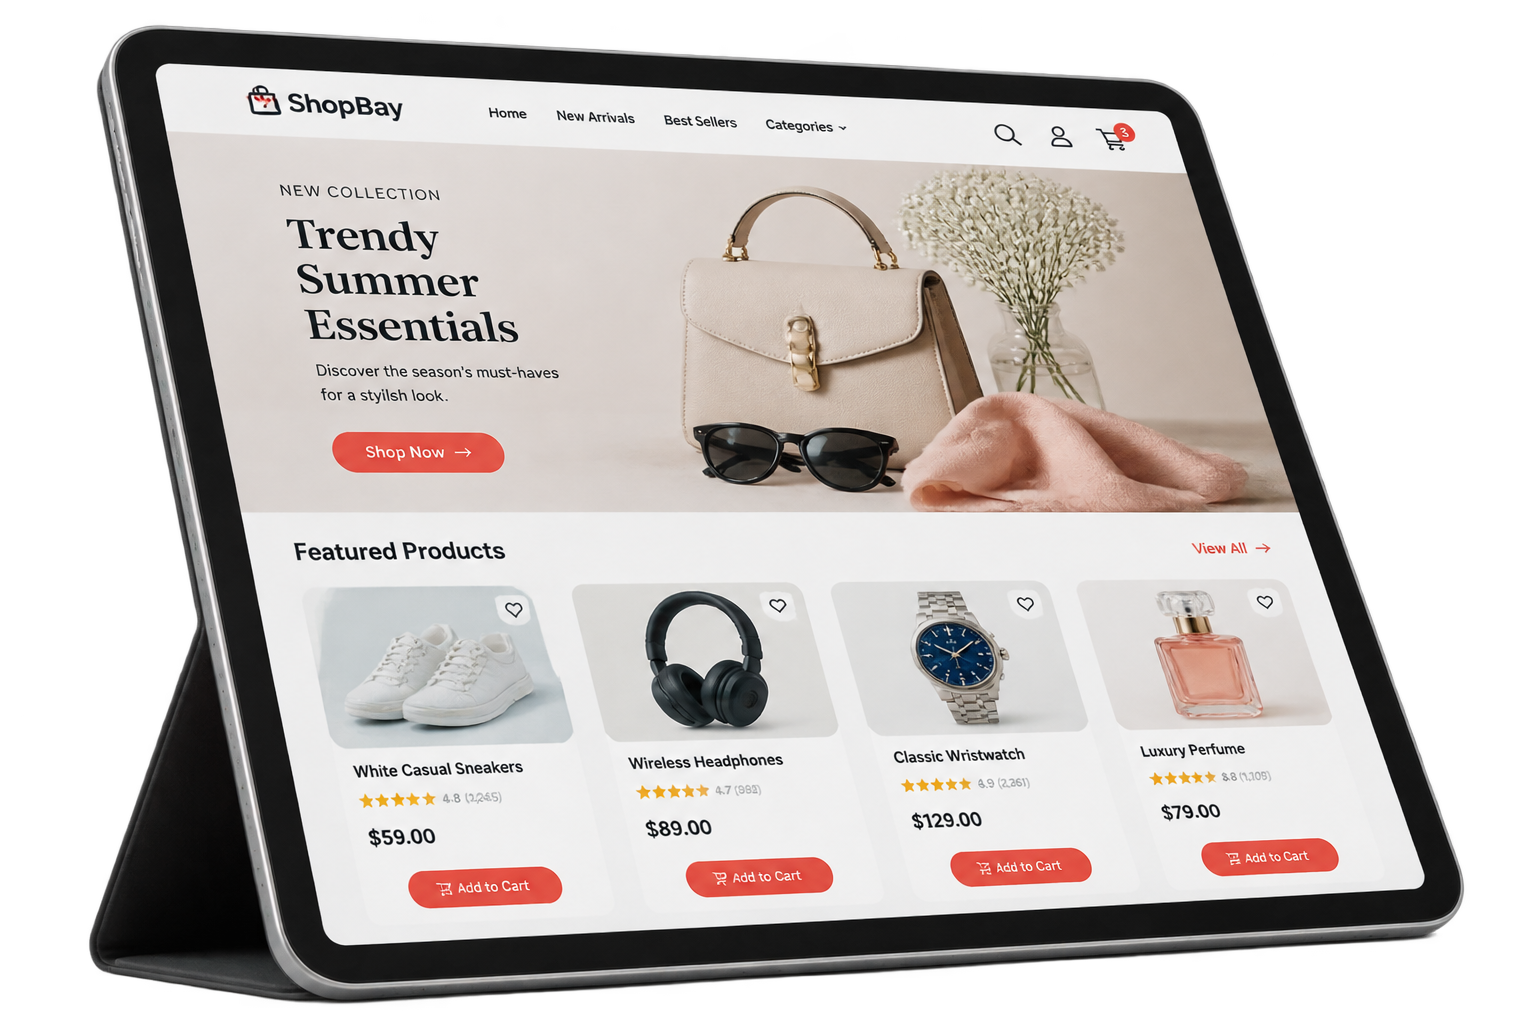 ShopBay
Home
New Arrivals
Best Sellers
Categories
3
NEW COLLECTION
Trendy
Summer
Essentials
Discover the season's must-haves
for a styilsh look.
Shop Now →
Featured Products
View All →
White Casual Sneakers
4.8
$59.00
Add to Cart
Wireless Headphones
4.7
$89.00
Add to Cart
Classic Wristwatch
$129.00
Add to Cart
Luxury Perfume
$79.00
Add to Cart